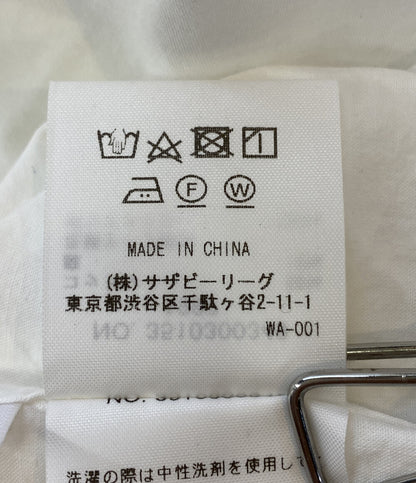 F W
MADE IN CHINA
(株)サザビーリーグ
東京都渋谷区千駄ヶ谷2-11-1
WA-001
洗濯の際は中性洗剤を使用して